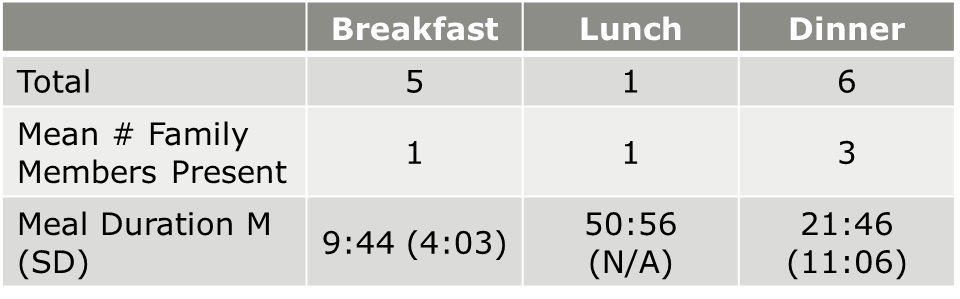 Breakfast Lunch Dinner
Total 5 1 6
Mean # Family
Members Present 1 1 3
Meal Duration M
(SD) 9:44 (4:03) 50:56
(N/A) 21:46
(11:06)